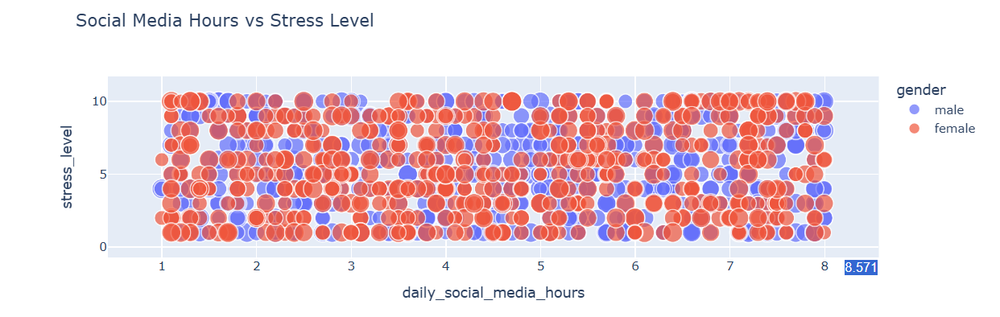 Social Media Hours vs Stress Level
gender
male
female
stress_level
10
5
0
1 2 3 4 5 6 7 8
8.571
daily_social_media_hours